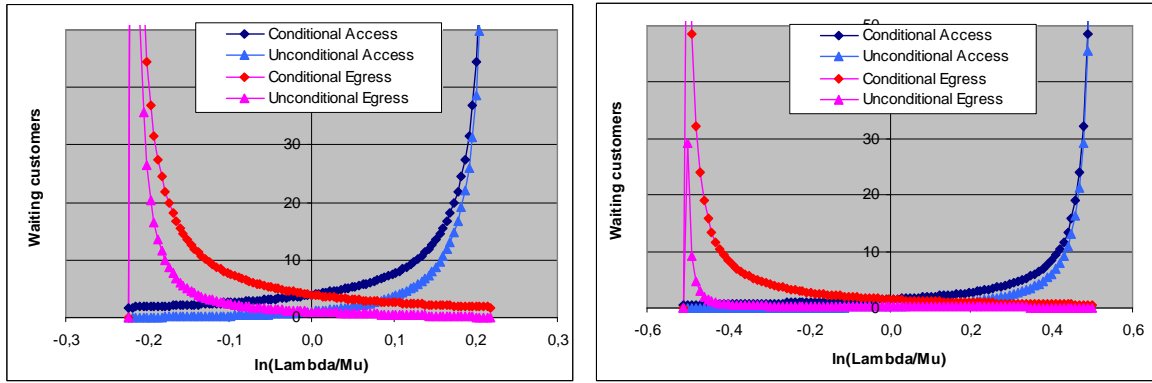 Conditional Access
Unconditional Access
Conditional Egress
Unconditional Egress
Waiting customers
30
20
10
0
-0,3
-0,2
-0,1
0,0
0,1
0,2
0,3
ln(Lambda/Mu)
50
Conditional Access
Unconditional Access
Conditional Egress
Unconditional Egress
Waiting customers
30
20
10
0
-0,6
-0,4
-0,2
0,0
0,2
0,4
0,6
ln(Lambda/Mu)